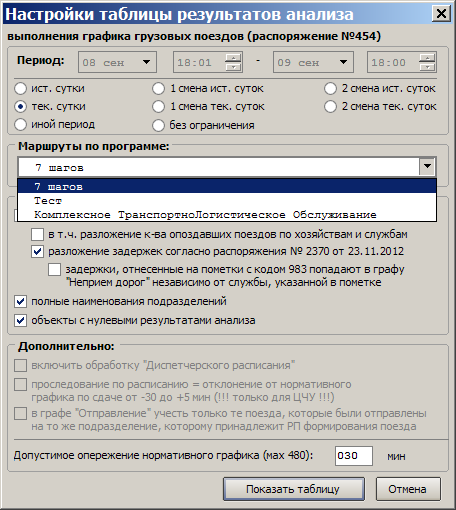 Настройки таблицы результатов анализа
выполнения графика грузовых поездов (распоряжение №454)
Период: 08 сен 18:01 - 09 сен 18:00
ист. сутки 1 смена ист. суток 2 смена ист. суток
тек. сутки 1 смена тек. суток 2 смена тек. суток
иной период без ограничения
Маршруты по программе:
7 шагов
7 шагов
Тест
Комплексное ТранспортноЛогистическое Обслуживание
в т.ч. разложение к-ва опоздавших поездов по хозяйствам и службам
разложение задержек согласно распоряжения № 2370 от 23.11.2012
задержки, отнесенные на пометки с кодом 983 попадают в графу
"Неприем дорог" независимо от службы, указанной в пометке
полные наименования подразделений
объекты с нулевыми результатами анализа
Дополнительно:
включить обработку "Диспетчерского расписания"
проследование по расписанию = отклонение от нормативного
графика по сдаче от -30 до +5 мин (!!! только для ЦЧУ !!!)
в графе "Отправление" учесть только те поезда, которые были отправлены
на то же подразделение, которому принадлежит РП формирования поезда
Допустимое опережение нормативного графика (мах 480): 030 мин
Показать таблицу Отмена